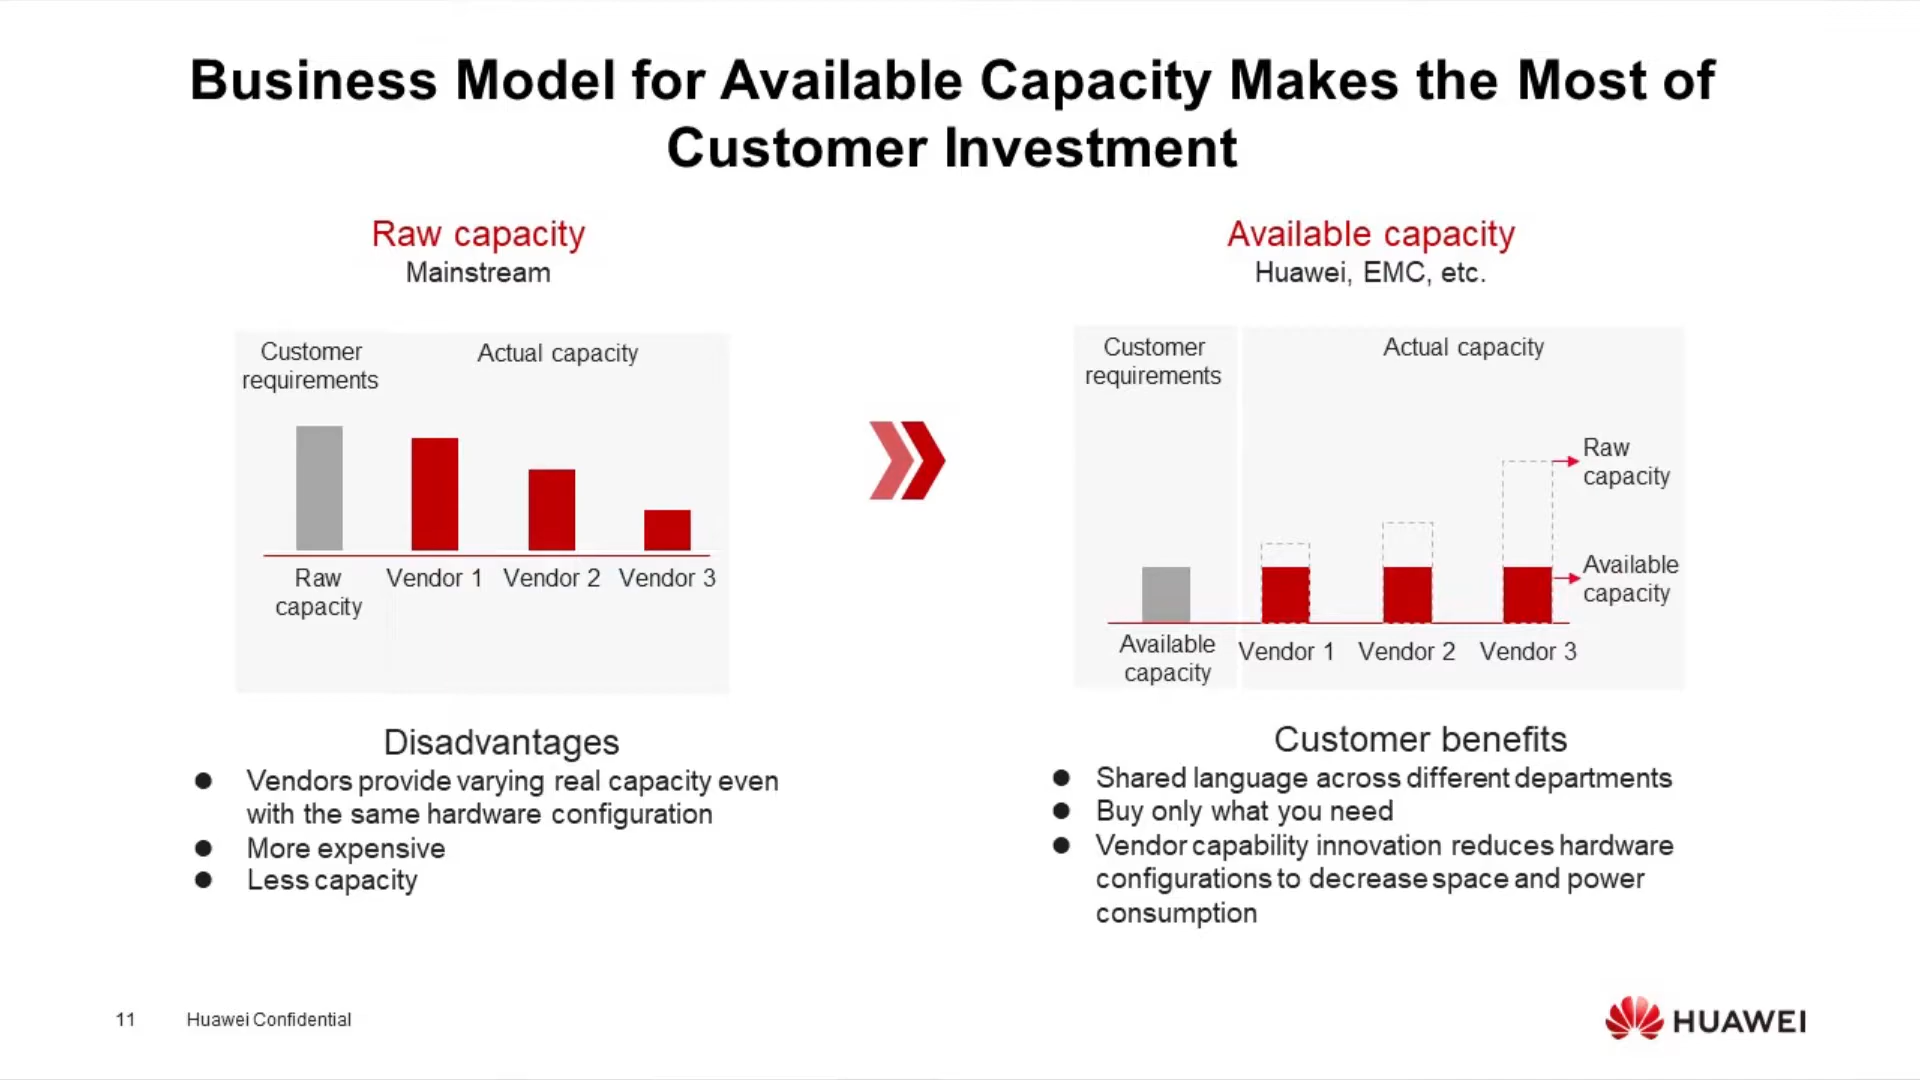 Business Model for Available Capacity Makes the Most of
Customer Investment
Raw capacity
Mainstream
Customer
requirements
Actual capacity
Raw
capacity
Vendor 1
Vendor 2
Vendor 3
Disadvantages
● Vendors provide varying real capacity even
with the same hardware configuration
● More expensive
● Less capacity
Available capacity
Huawei, EMC, etc.
Customer
requirements
Actual capacity
Raw
capacity
Available
capacity
Available
capacity
Vendor 1
Vendor 2
Vendor 3
Customer benefits
● Shared language across different departments
● Buy only what you need
● Vendor capability innovation reduces hardware
configurations to decrease space and power
consumption
11
Huawei Confidential
HUAWEI